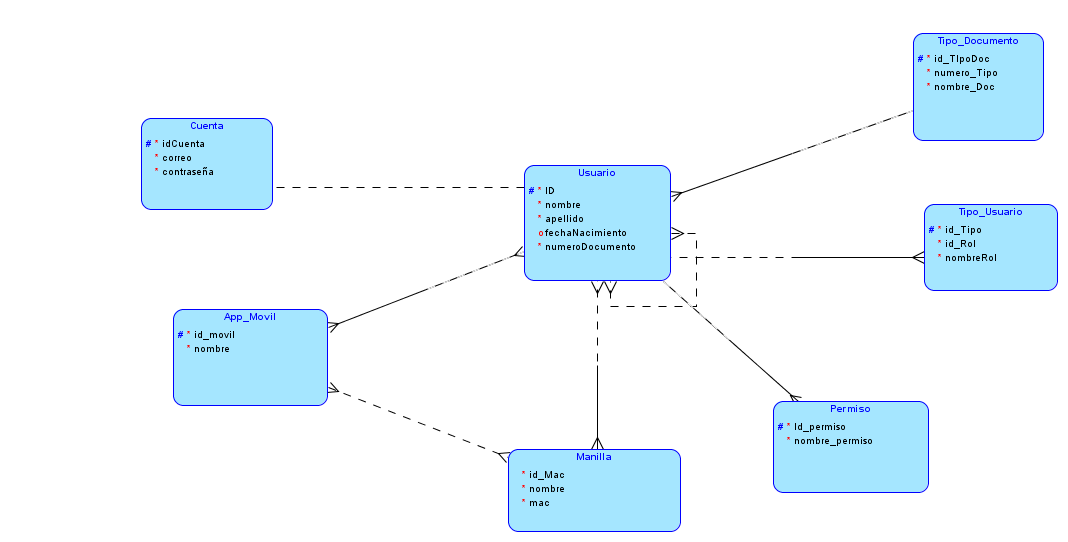 Tipo_Documento
# * id_TIpoDoc
* numero_Tipo
* nombre_Doc
Cuenta
# * idCuenta
* correo
* contraseña
Usuario
# * ID
* nombre
* apellido
o fechaNacimiento
* numeroDocumento
Tipo_Usuario
# * id_Tipo
* id_Rol
* nombreRol
App_Movil
# * id_movil
* nombre
Permiso
# * Id_permiso
* nombre_permiso
Manilla
* id_Mac
* nombre
* mac